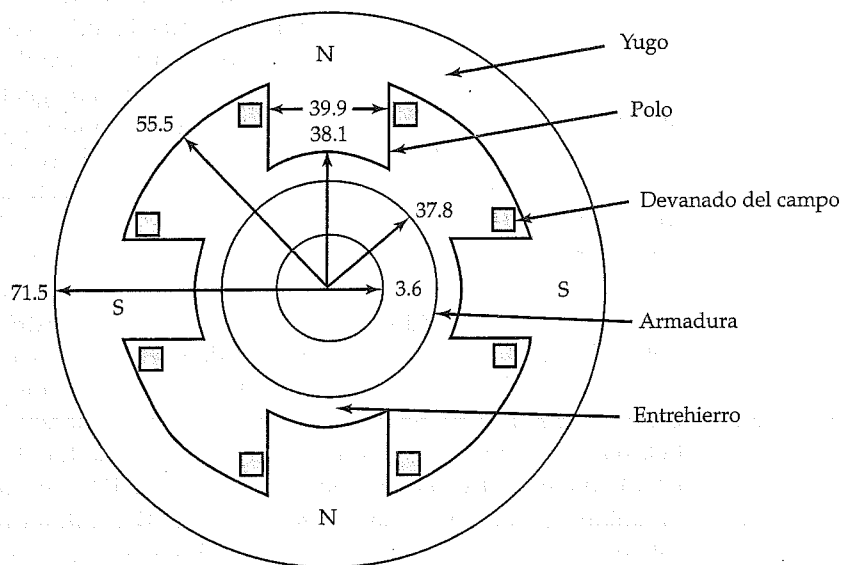 N
Yugo
39.9
Polo
55.5
38.1
Devanado del campo
37.8
71.5
S
3.6
S
Armadura
Entrehierro
N